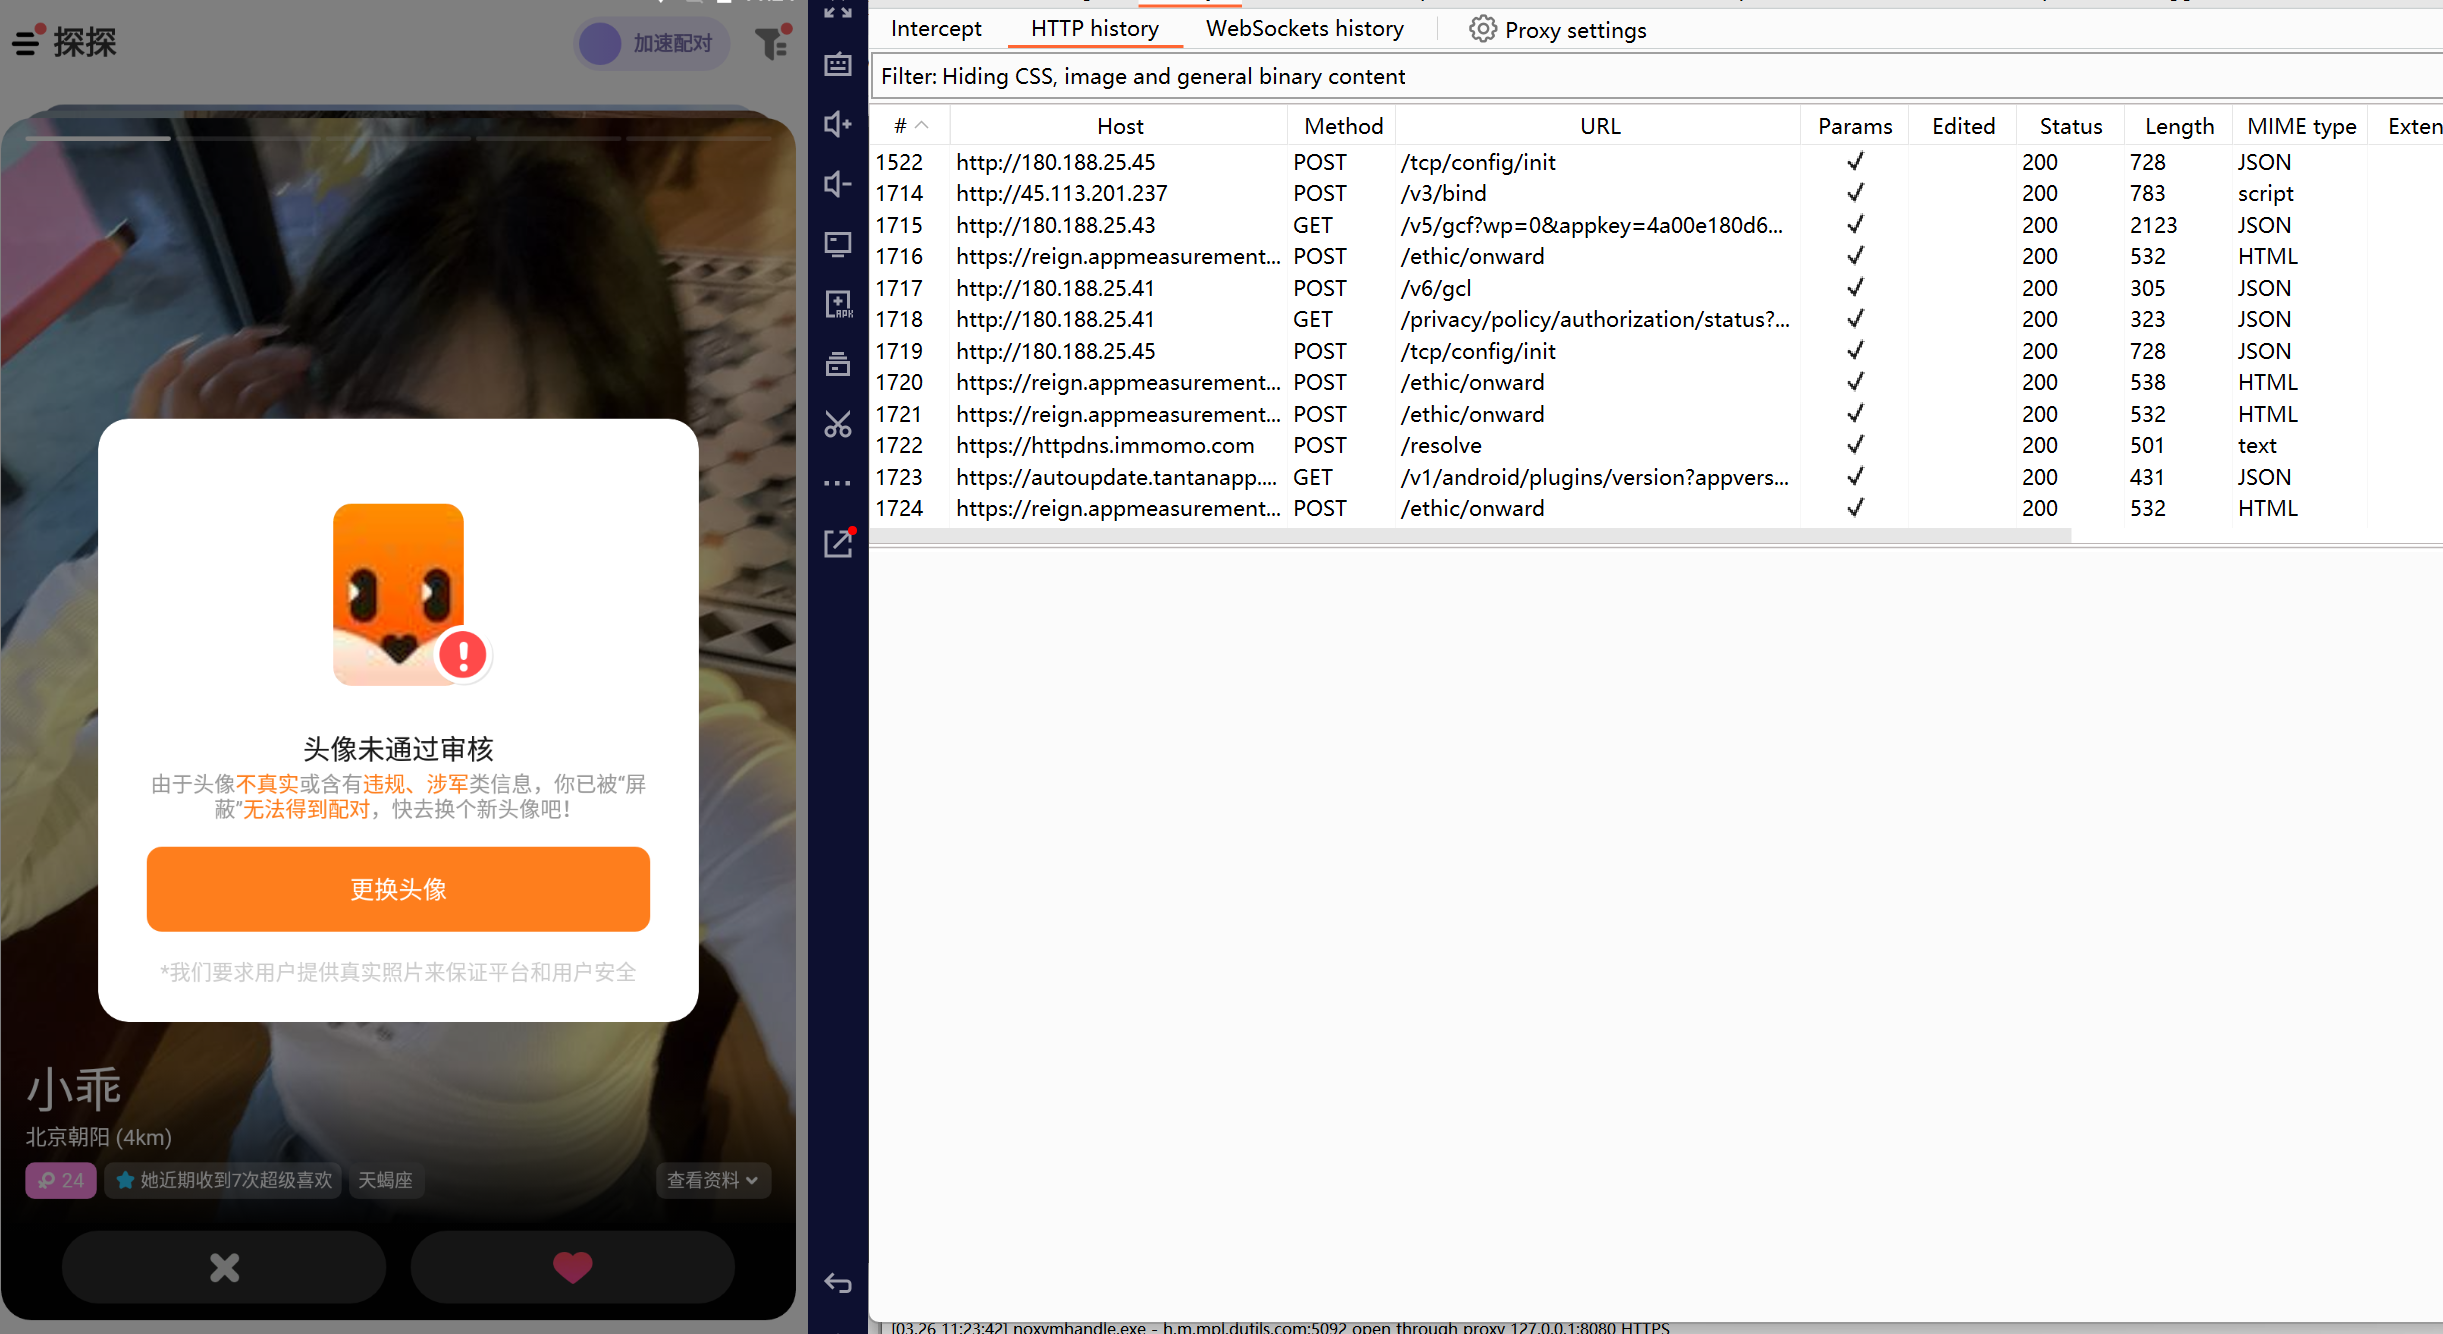 探探
加速配对
头像未通过审核
由于头像不真实或含有违规、涉军类信息，你已被“屏
蔽”无法得到配对，快去换个新头像吧！
更换头像
*我们要求用户提供真实照片来保证平台和用户安全
小乖
北京朝阳 (4km)
24 她近期收到7次超级喜欢 天蝎座 查看资料
APK
Intercept HTTP history WebSockets history Proxy settings
Filter: Hiding CSS, image and general binary content
# Host Method URL Params Edited Status Length MIME type Exten
1522 http://180.188.25.45 POST /tcp/config/init ✓ 200 728 JSON
1714 http://45.113.201.237 POST /v3/bind ✓ 200 783 script
1715 http://180.188.25.43 GET /v5/gcf?wp=0&appkey=4a00e180d6... ✓ 200 2123 JSON
1716 https://reign.appmeasurement... POST /ethic/onward ✓ 200 532 HTML
1717 http://180.188.25.41 POST /v6/gcl ✓ 200 305 JSON
1718 http://180.188.25.41 GET /privacy/policy/authorization/status?... ✓ 200 323 JSON
1719 http://180.188.25.45 POST /tcp/config/init ✓ 200 728 JSON
1720 https://reign.appmeasurement... POST /ethic/onward ✓ 200 538 HTML
1721 https://reign.appmeasurement... POST /ethic/onward ✓ 200 532 HTML
1722 https://httpdns.immomo.com POST /resolve ✓ 200 501 text
1723 https://autoupdate.tantanapp.... GET /v1/android/plugins/version?appvers... ✓ 200 431 JSON
1724 https://reign.appmeasurement... POST /ethic/onward ✓ 200 532 HTML
[03.26 11:23:42] noxvmhandle.exe - h.m.mpl.dutils.com:5092 open through proxy 127.0.0.1:8080 HTTPS